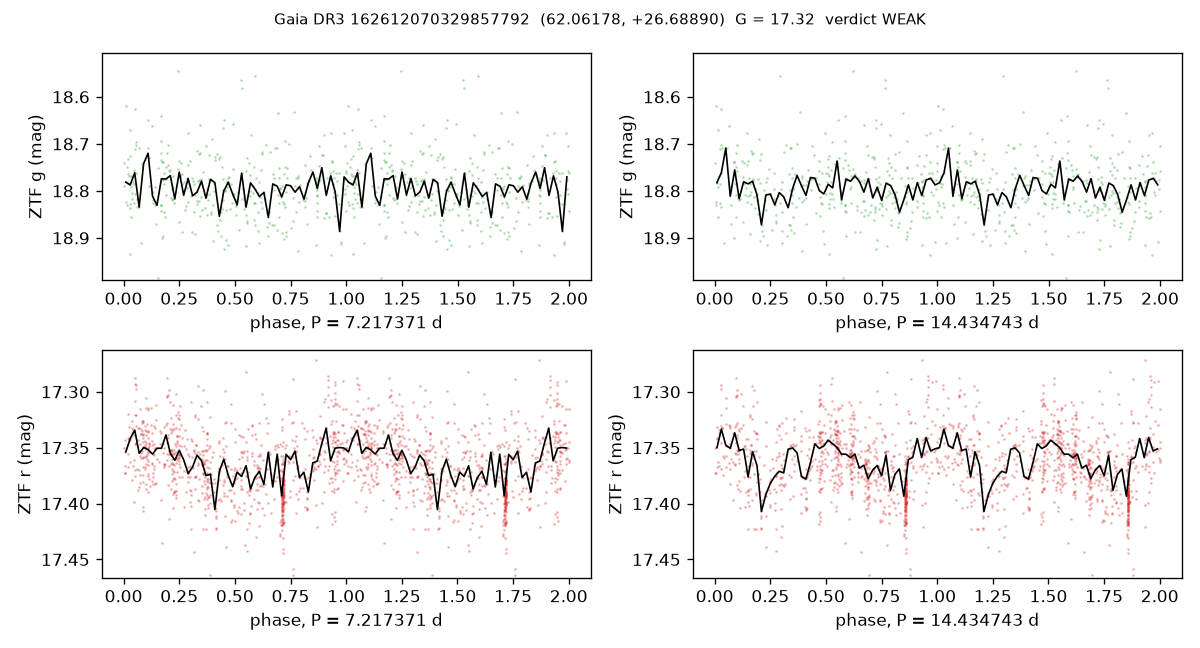 Gaia DR3 162612070329857792 (62.06178, +26.68890) G = 17.32 verdict WEAK
ZTF g (mag)
18.6
18.7
18.8
18.9
0.00 0.25 0.50 0.75 1.00 1.25 1.50 1.75 2.00
phase, P = 7.217371 d
ZTF g (mag)
18.6
18.7
18.8
18.9
0.00 0.25 0.50 0.75 1.00 1.25 1.50 1.75 2.00
phase, P = 14.434743 d
ZTF r (mag)
17.30
17.35
17.40
17.45
0.00 0.25 0.50 0.75 1.00 1.25 1.50 1.75 2.00
phase, P = 7.217371 d
ZTF r (mag)
17.30
17.35
17.40
17.45
0.00 0.25 0.50 0.75 1.00 1.25 1.50 1.75 2.00
phase, P = 14.434743 d